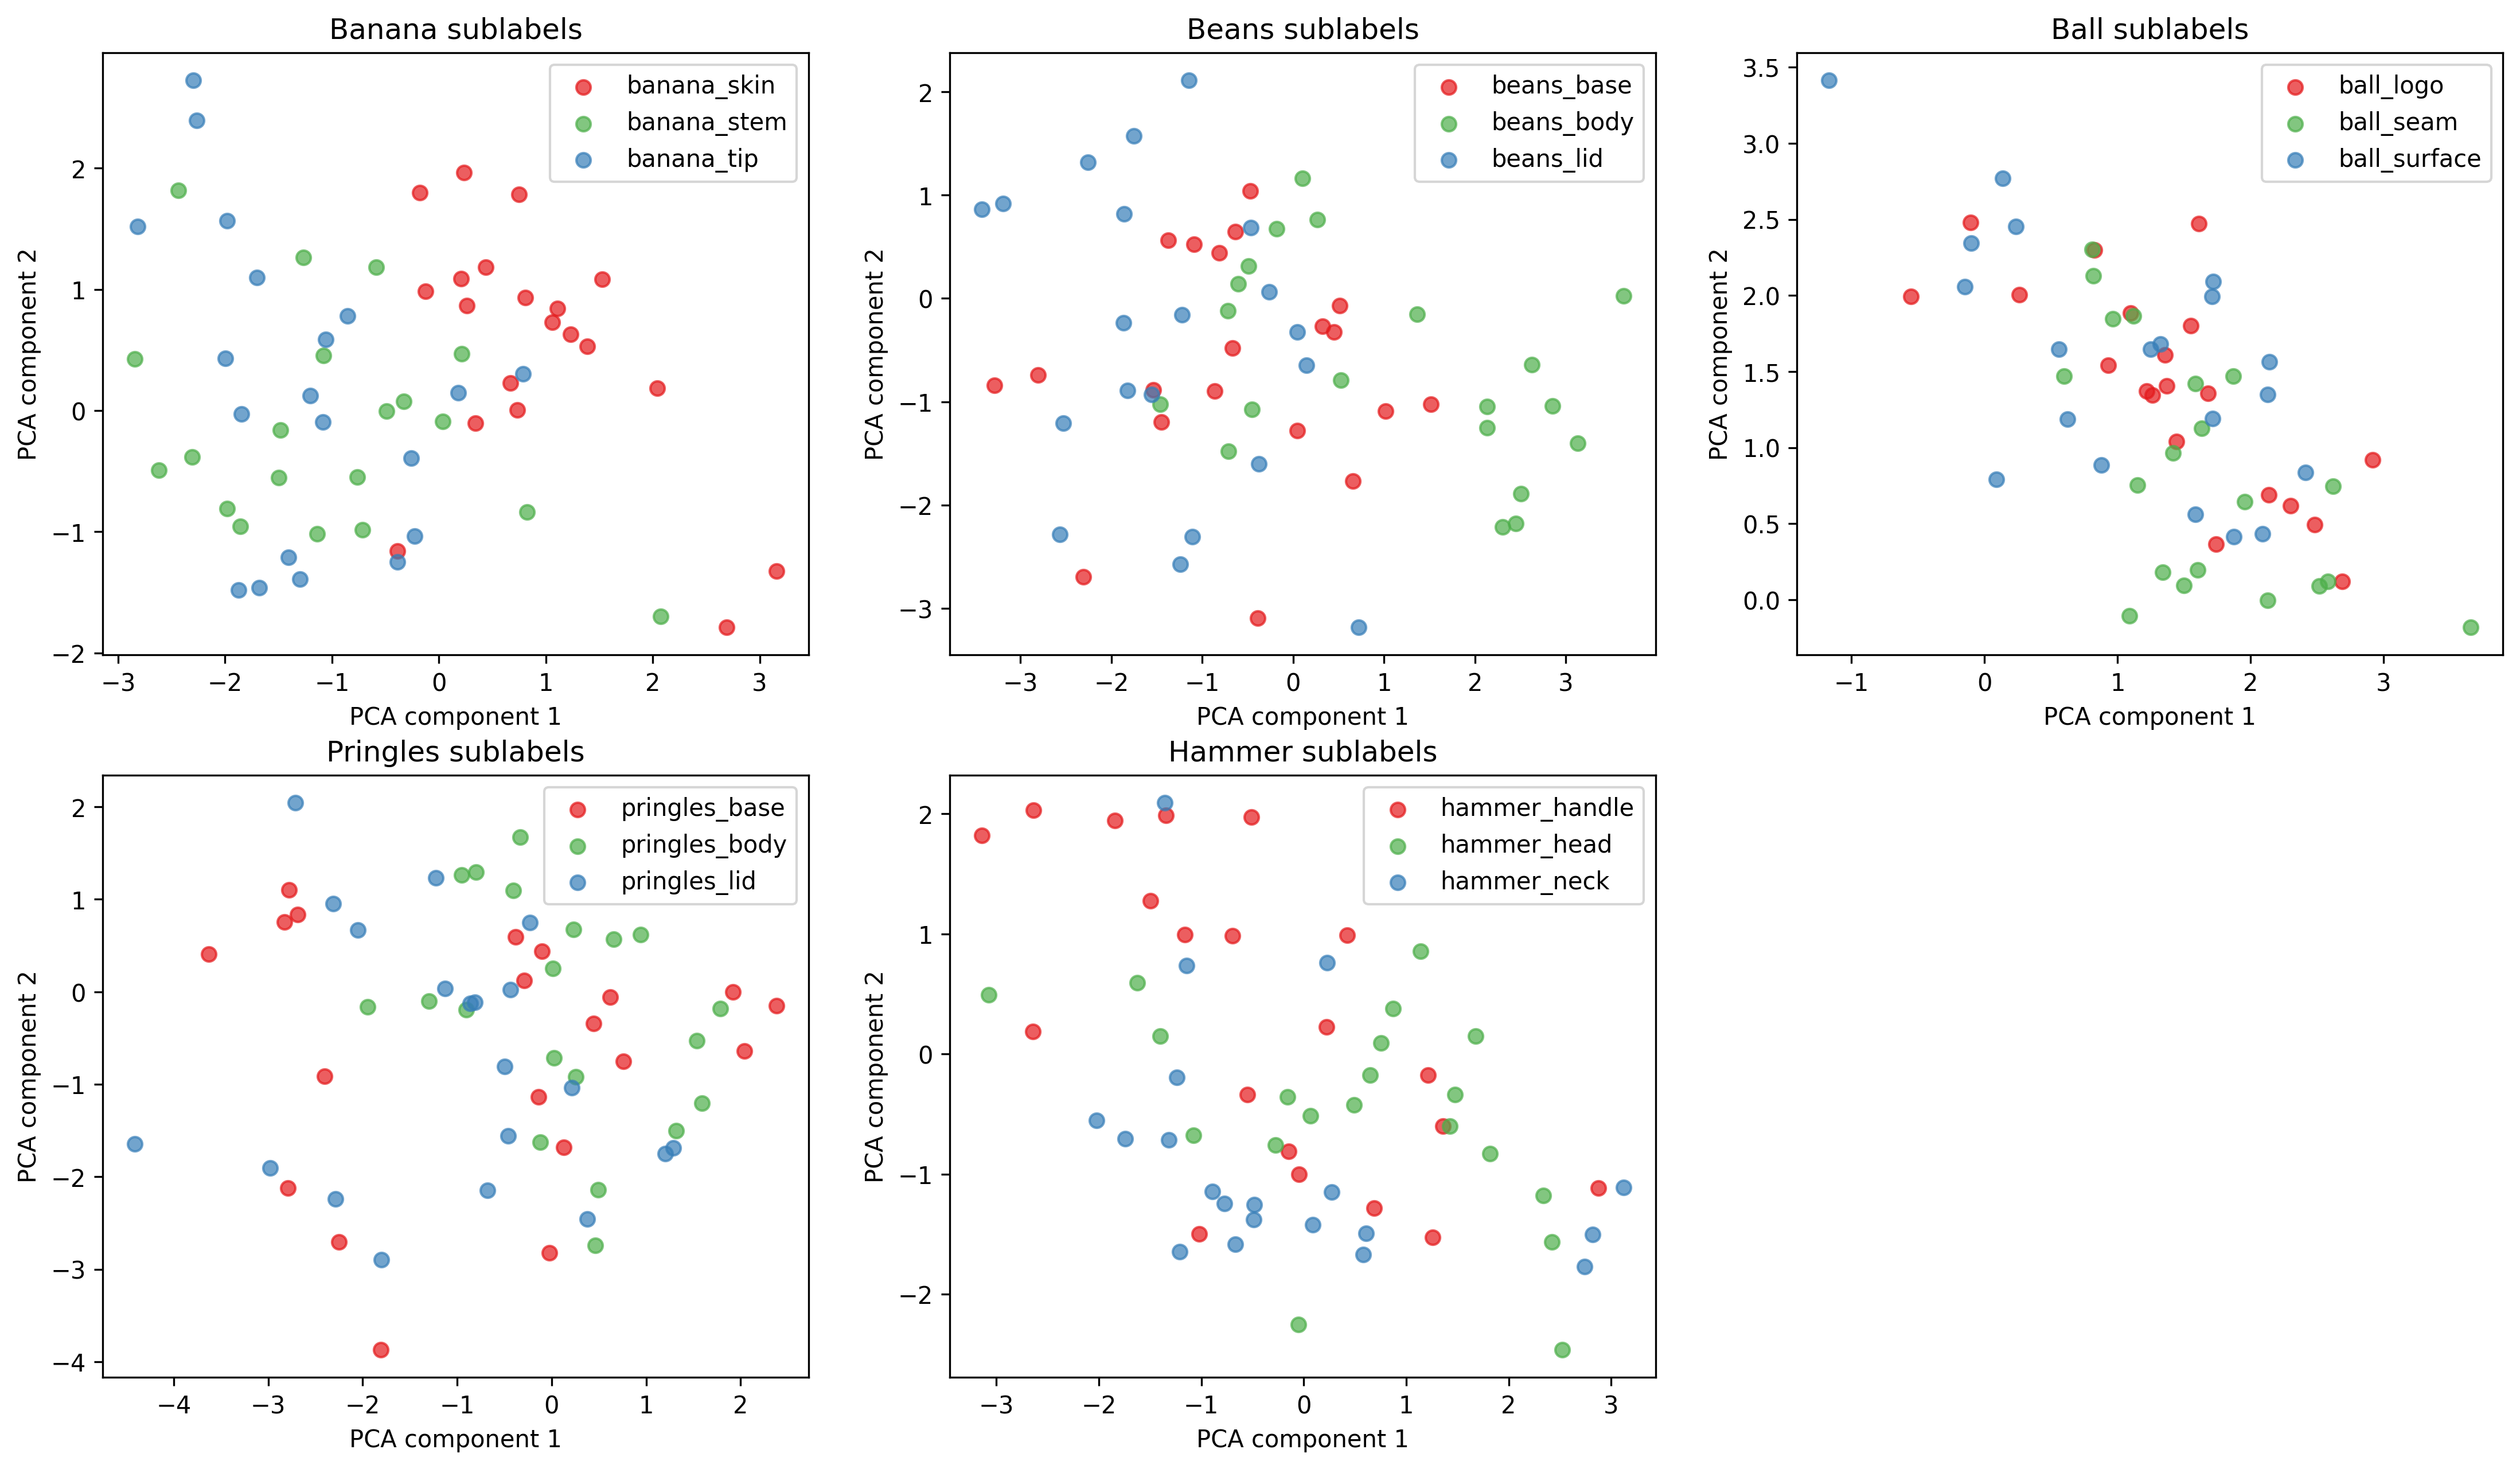 Banana sublabels
banana_skin
banana_stem
banana_tip
PCA component 2
2
1
0
−1
−2
−3 −2 −1 0 1 2 3
PCA component 1
Beans sublabels
beans_base
beans_body
beans_lid
PCA component 2
2
1
0
−1
−2
−3
−3 −2 −1 0 1 2 3
PCA component 1
Ball sublabels
ball_logo
ball_seam
ball_surface
PCA component 2
3.5
3.0
2.5
2.0
1.5
1.0
0.5
0.0
−1 0 1 2 3
PCA component 1
Pringles sublabels
pringles_base
pringles_body
pringles_lid
PCA component 2
2
1
0
−1
−2
−3
−4
−4 −3 −2 −1 0 1 2
PCA component 1
Hammer sublabels
hammer_handle
hammer_head
hammer_neck
PCA component 2
2
1
0
−1
−2
−3 −2 −1 0 1 2 3
PCA component 1